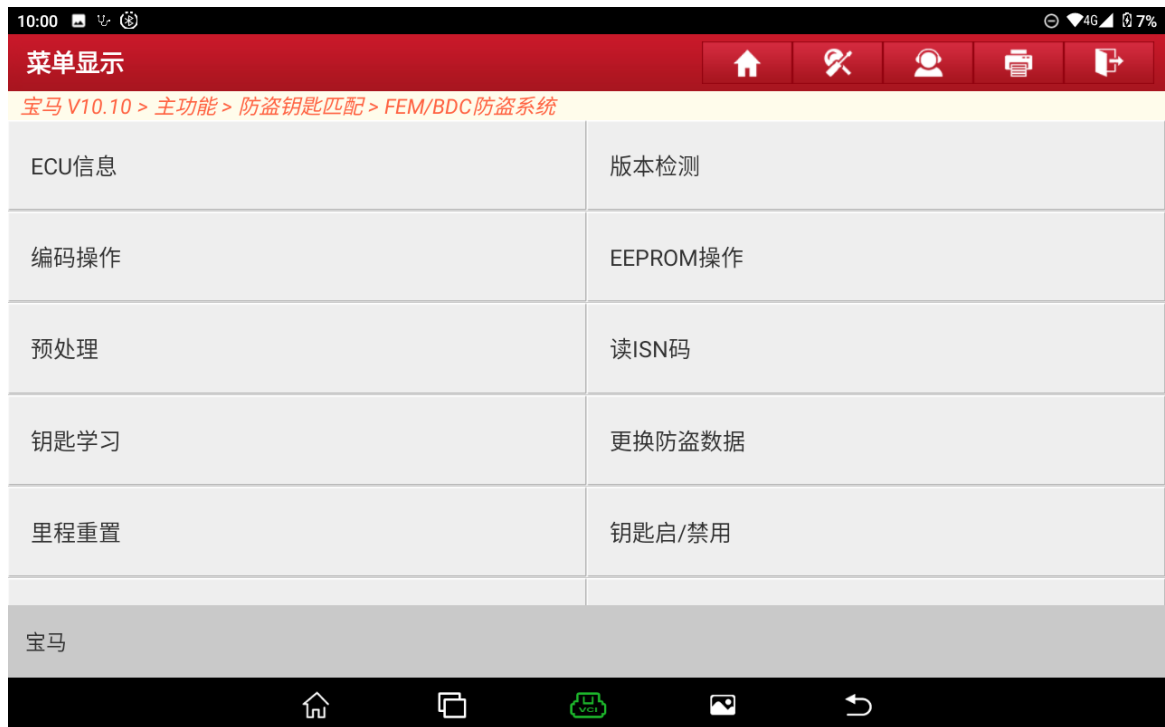 10:00 4G 7%
菜单显示
宝马 V10.10 > 主功能 > 防盗钥匙匹配 > FEM/BDC防盗系统
ECU信息 版本检测
编码操作 EEPROM操作
预处理 读ISN码
钥匙学习 更换防盗数据
里程重置 钥匙启/禁用
宝马
VCI